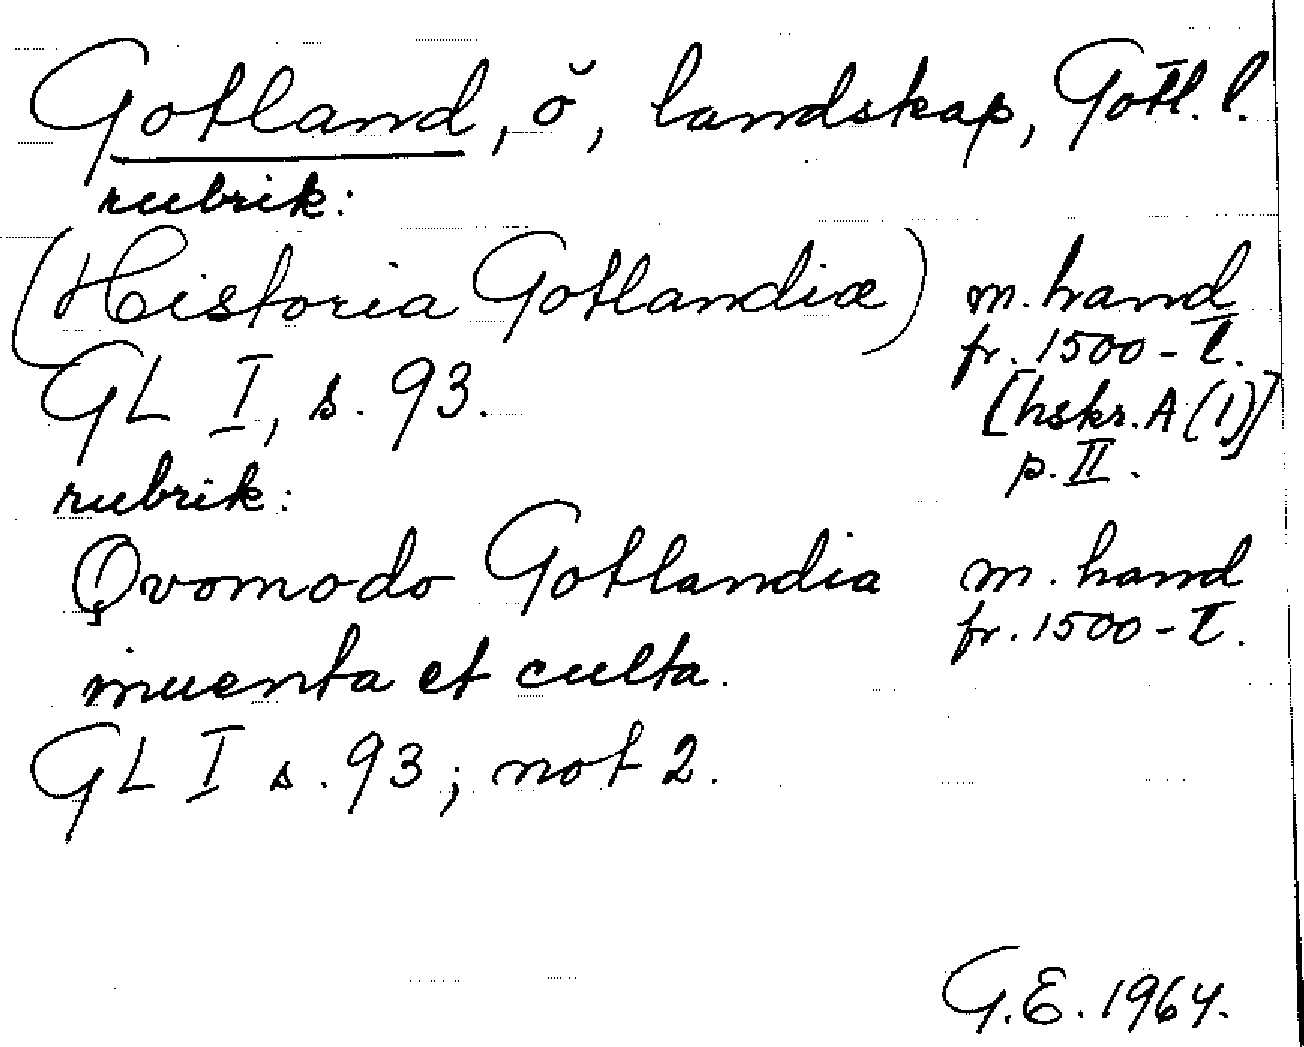 Gotland, ö, landskap, Gotl. l.
rubrik:
(Historia Gotlandiæ) m. hand
fr. 1500-t.
GL I, s. 93. [hskr. A (1)]
p. II.
rubrik:
Qvomodo Gotlandia m. hand
fr. 1500-t.
inuenta et culta.
GL I s. 93; not 2.
G.E. 1964.